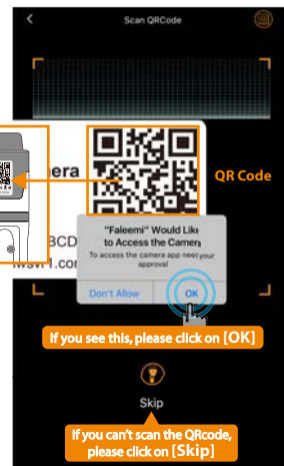 Scan QRCode
era
QR Code
BCD
"Faleemi" Would Like
to Access the Camera
To access the camera app need your
approval
Don't Allow
OK
If you see this, please click on [OK]
Skip
If you can't scan the QRcode,
please click on [Skip]